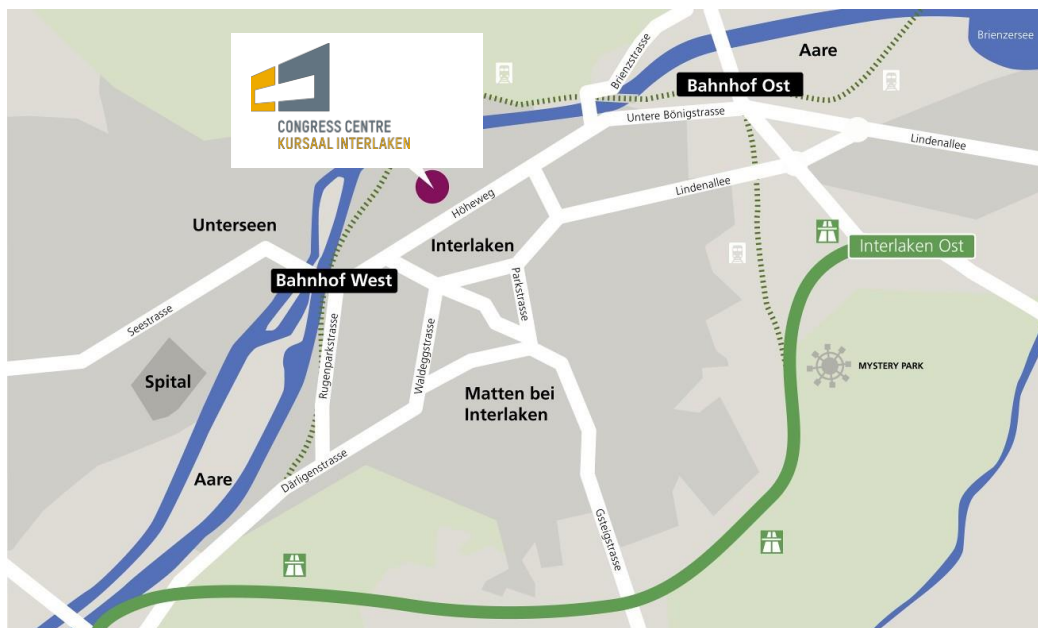 Brienzersee
Aare
Brienzstrasse
Bahnhof Ost
CONGRESS CENTRE
KURSAAL INTERLAKEN
Untere Bönigstrasse
Lindenallee
Lindenallee
Höheweg
Unterseen
Interlaken
Interlaken Ost
Bahnhof West
Parkstrasse
Seestrasse
Rugenparkstrasse
Waldeggstrasse
MYSTERY PARK
Spital
Matten bei
Interlaken
Aare
Därligenstrasse
Gsteigstrasse